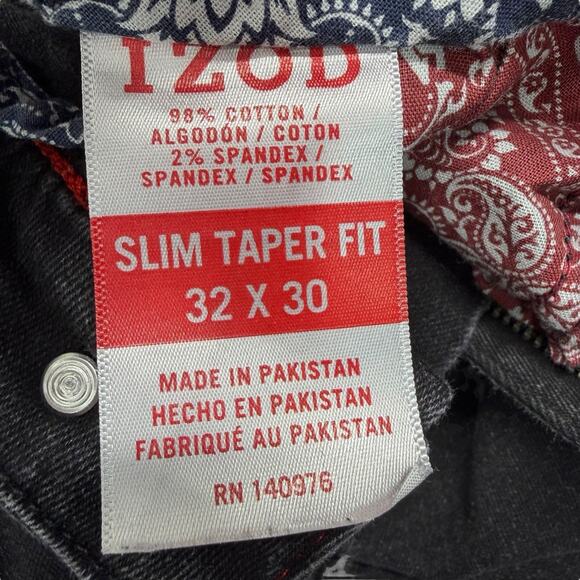 IZOD
98% COTTON /
ALGODÓN / COTON
2% SPANDEX /
SPANDEX / SPANDEX
SLIM TAPER FIT
32 X 30
MADE IN PAKISTAN
HECHO EN PAKISTAN
FABRIQUÉ AU PAKISTAN
RN 140976